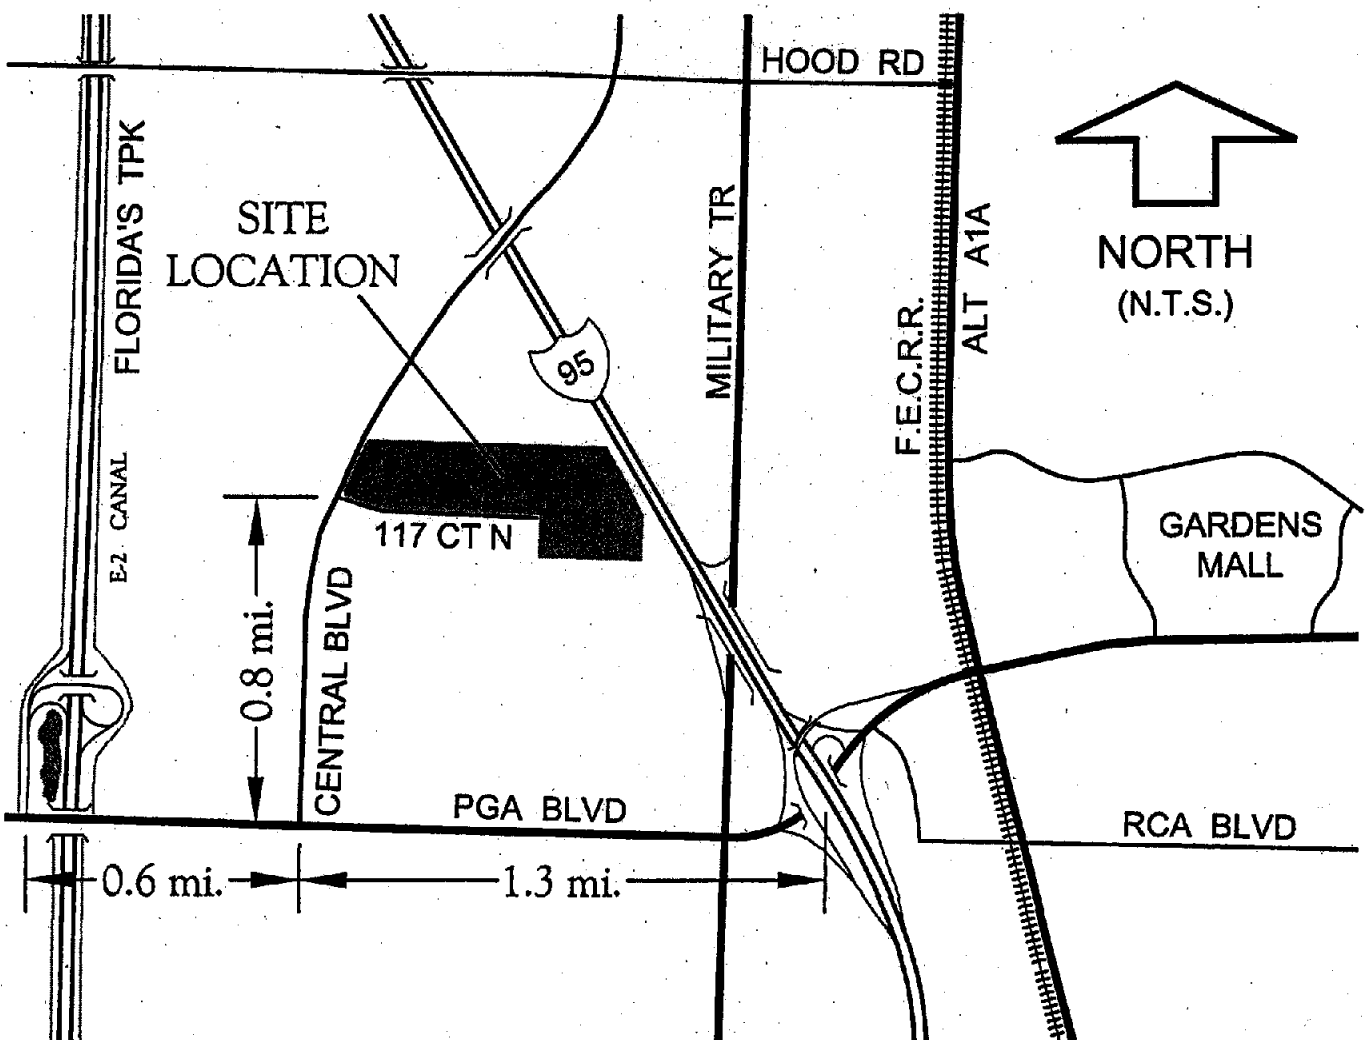 HOOD RD
FLORIDA'S TPK
SITE
LOCATION
MILITARY TR
ALT A1A
NORTH
(N.T.S.)
F.E.C.R.R.
95
E-2 CANAL
117 CT N
GARDENS
MALL
0.8 mi.
CENTRAL BLVD
PGA BLVD
RCA BLVD
0.6 mi.
1.3 mi.